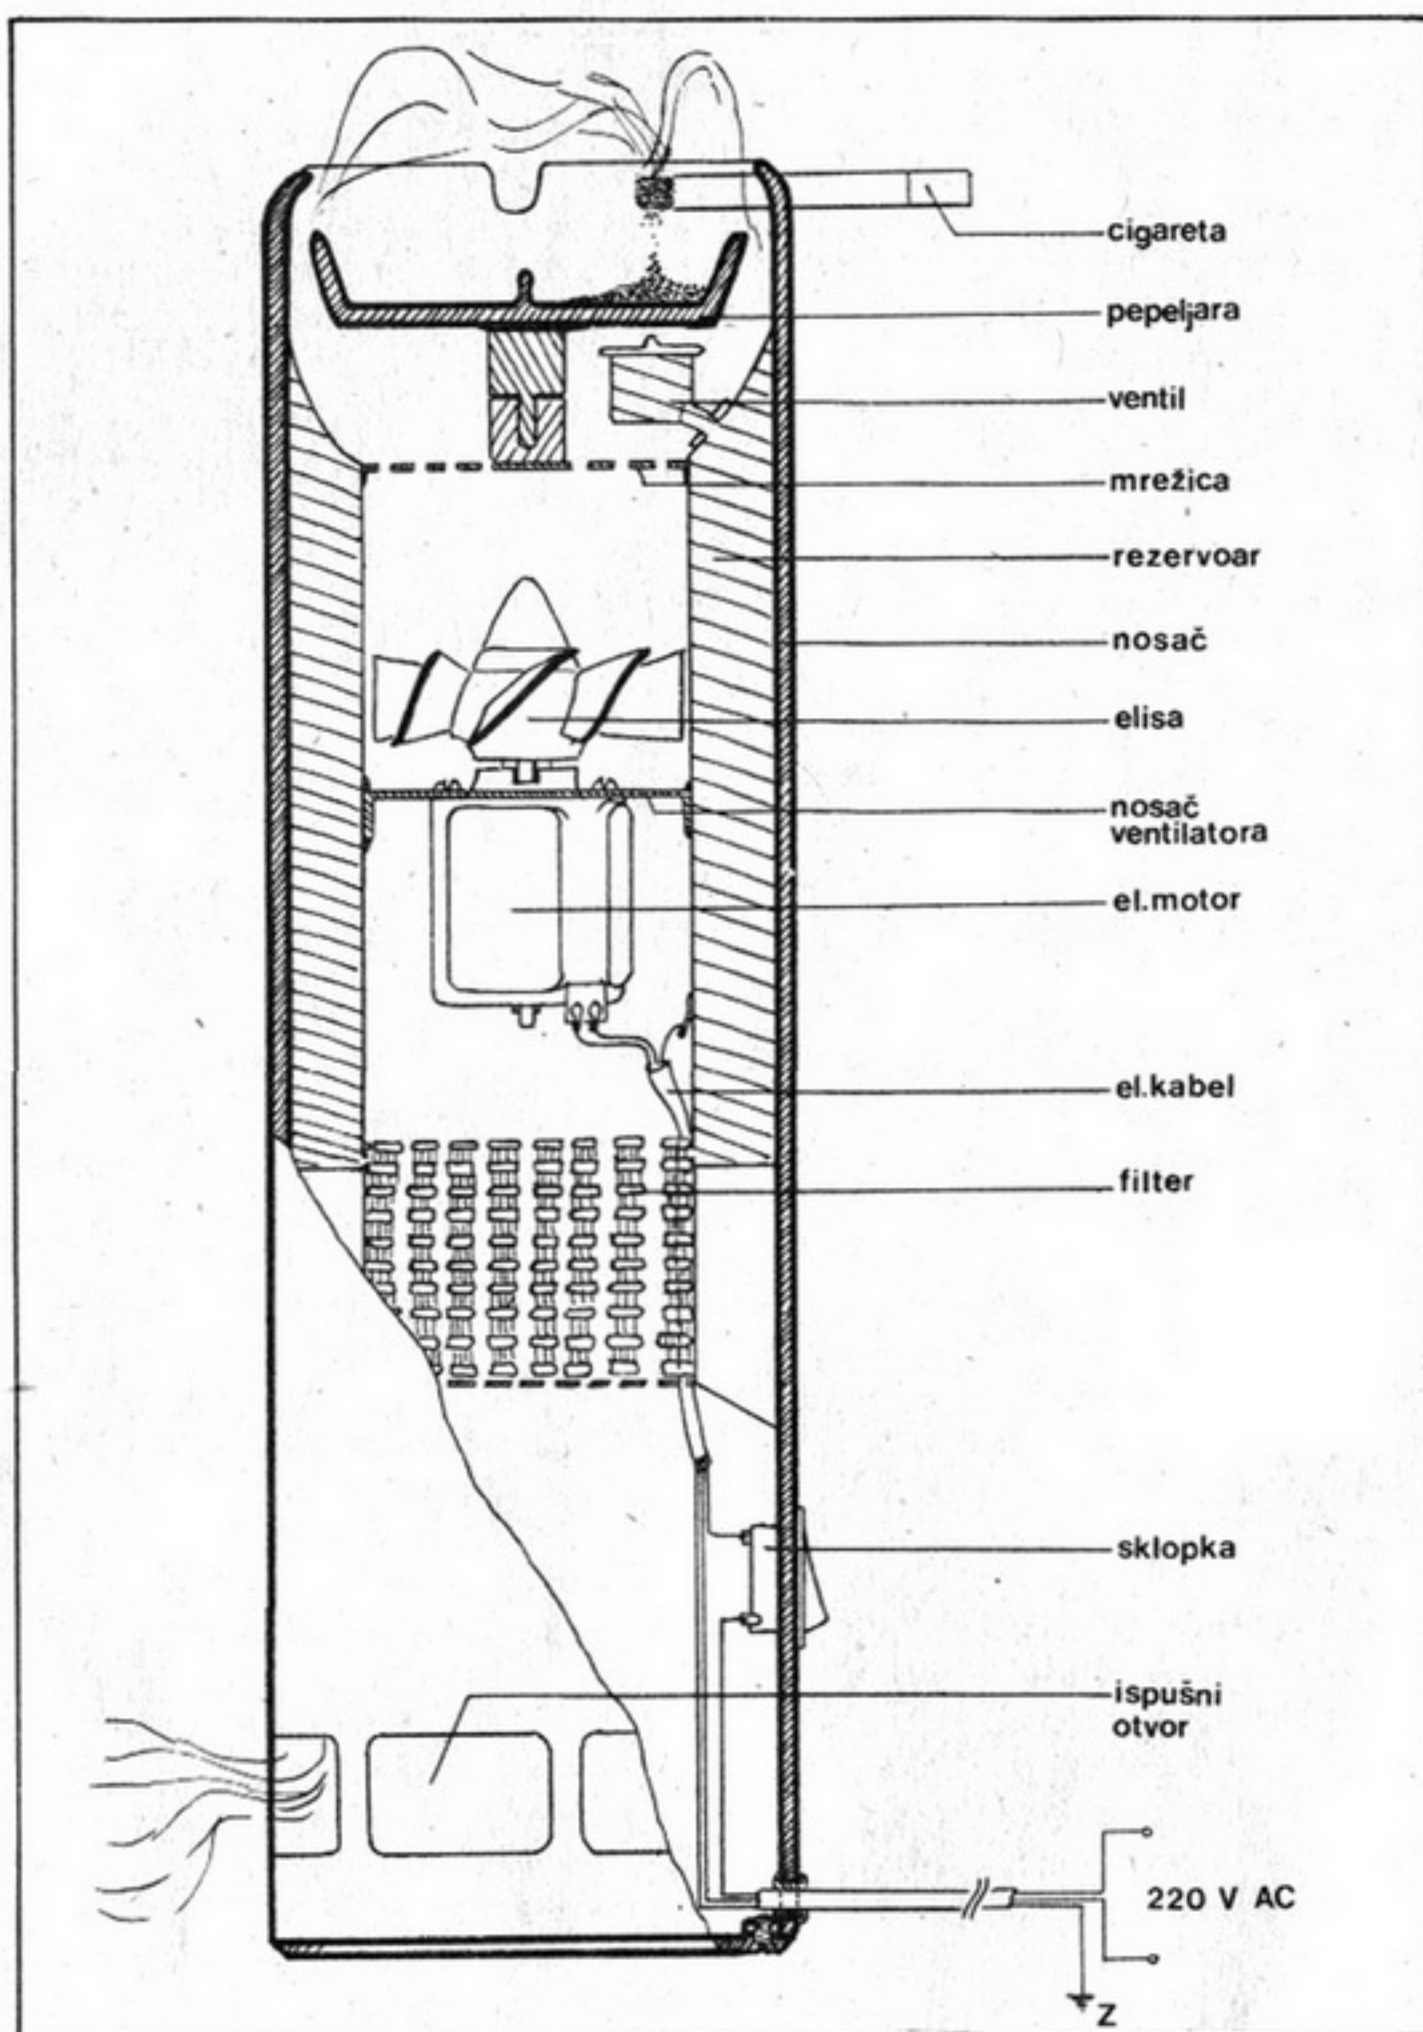 cigareta
pepeljara
ventil
mrežica
rezervoar
nosač
elisa
nosač
ventilatora
el.motor
el.kabel
filter
sklopka
ispušni
otvor
220 V AC
Z